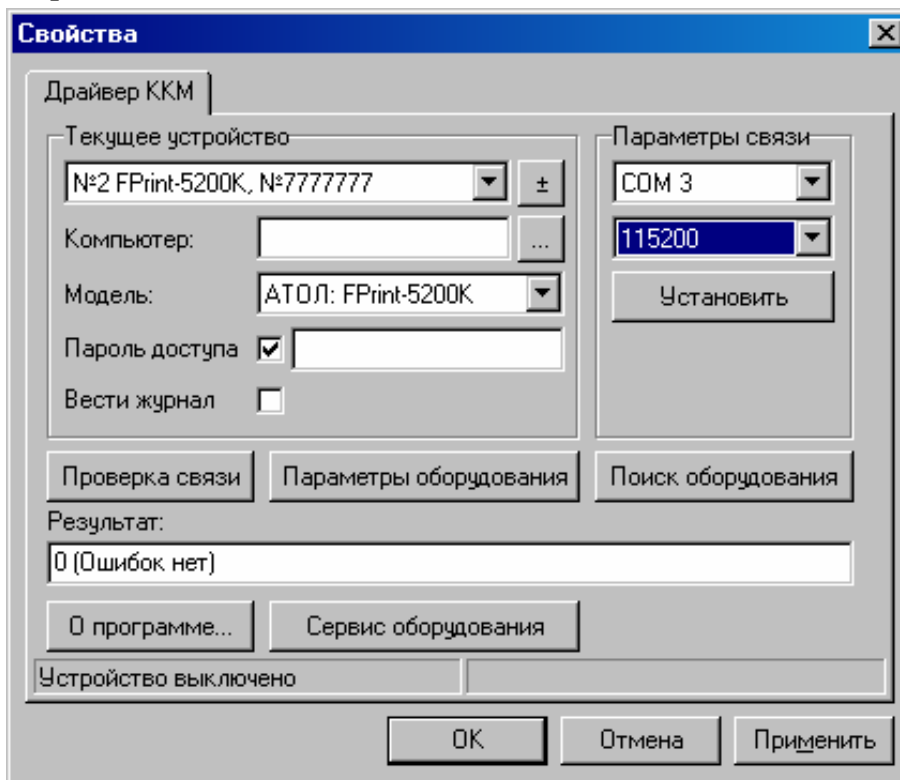 Свойства
Драйвер ККМ
Текущее устройство
Параметры связи
№2 FPrint-5200K, №7777777
±
COM 3
Компьютер:
...
115200
Модель:
АТОЛ: FPrint-5200K
Установить
Пароль доступа
Вести журнал
Проверка связи
Параметры оборудования
Поиск оборудования
Результат:
0 (Ошибок нет)
О программе...
Сервис оборудования
Устройство выключено
OK
Отмена
Применить